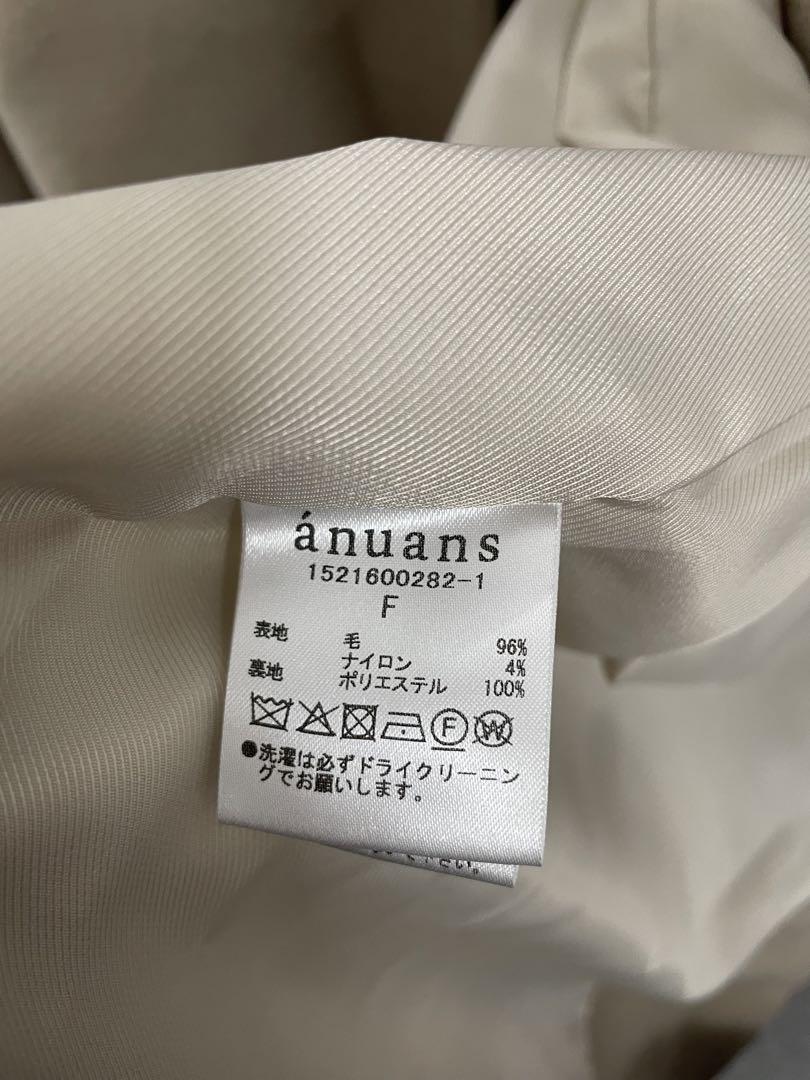 ánuans
1521600282-1
F
表地 毛 96%
ナイロン 4%
裏地 ポリエステル 100%
F W
●洗濯は必ずドライクリーニン
グでお願いします。
さい。